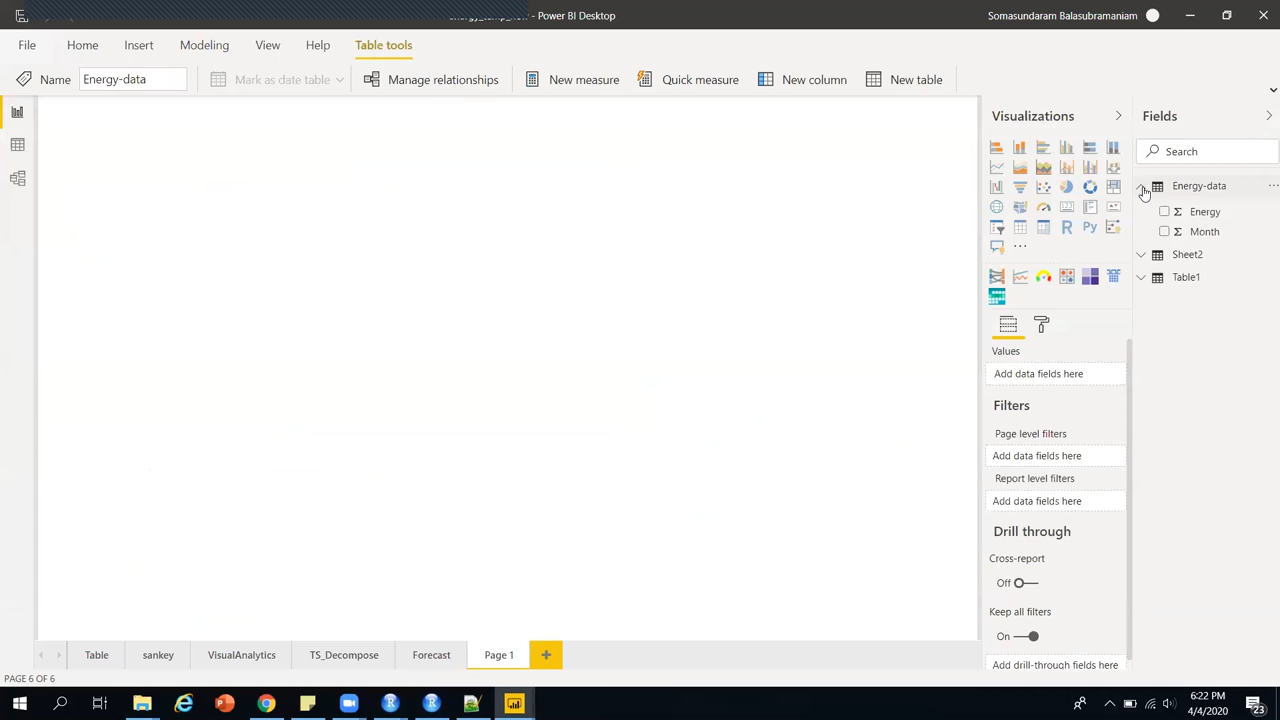 - Power BI Desktop
Somasundaram Balasubramaniam
File
Home
Insert
Modeling
View
Help
Table tools
Name
Energy-data
Mark as date table
Manage relationships
New measure
Quick measure
New column
New table
Visualizations
Fields
Search
Energy-data
Energy
Month
Sheet2
Table1
R
Py
Values
Add data fields here
Filters
Page level filters
Add data fields here
Report level filters
Add data fields here
Drill through
Cross-report
Off
Keep all filters
On
Add drill-through fields here
Table
sankey
VisualAnalytics
TS_Decompose
Forecast
Page 1
PAGE 6 OF 6
6:22 PM
4/4/2020
23